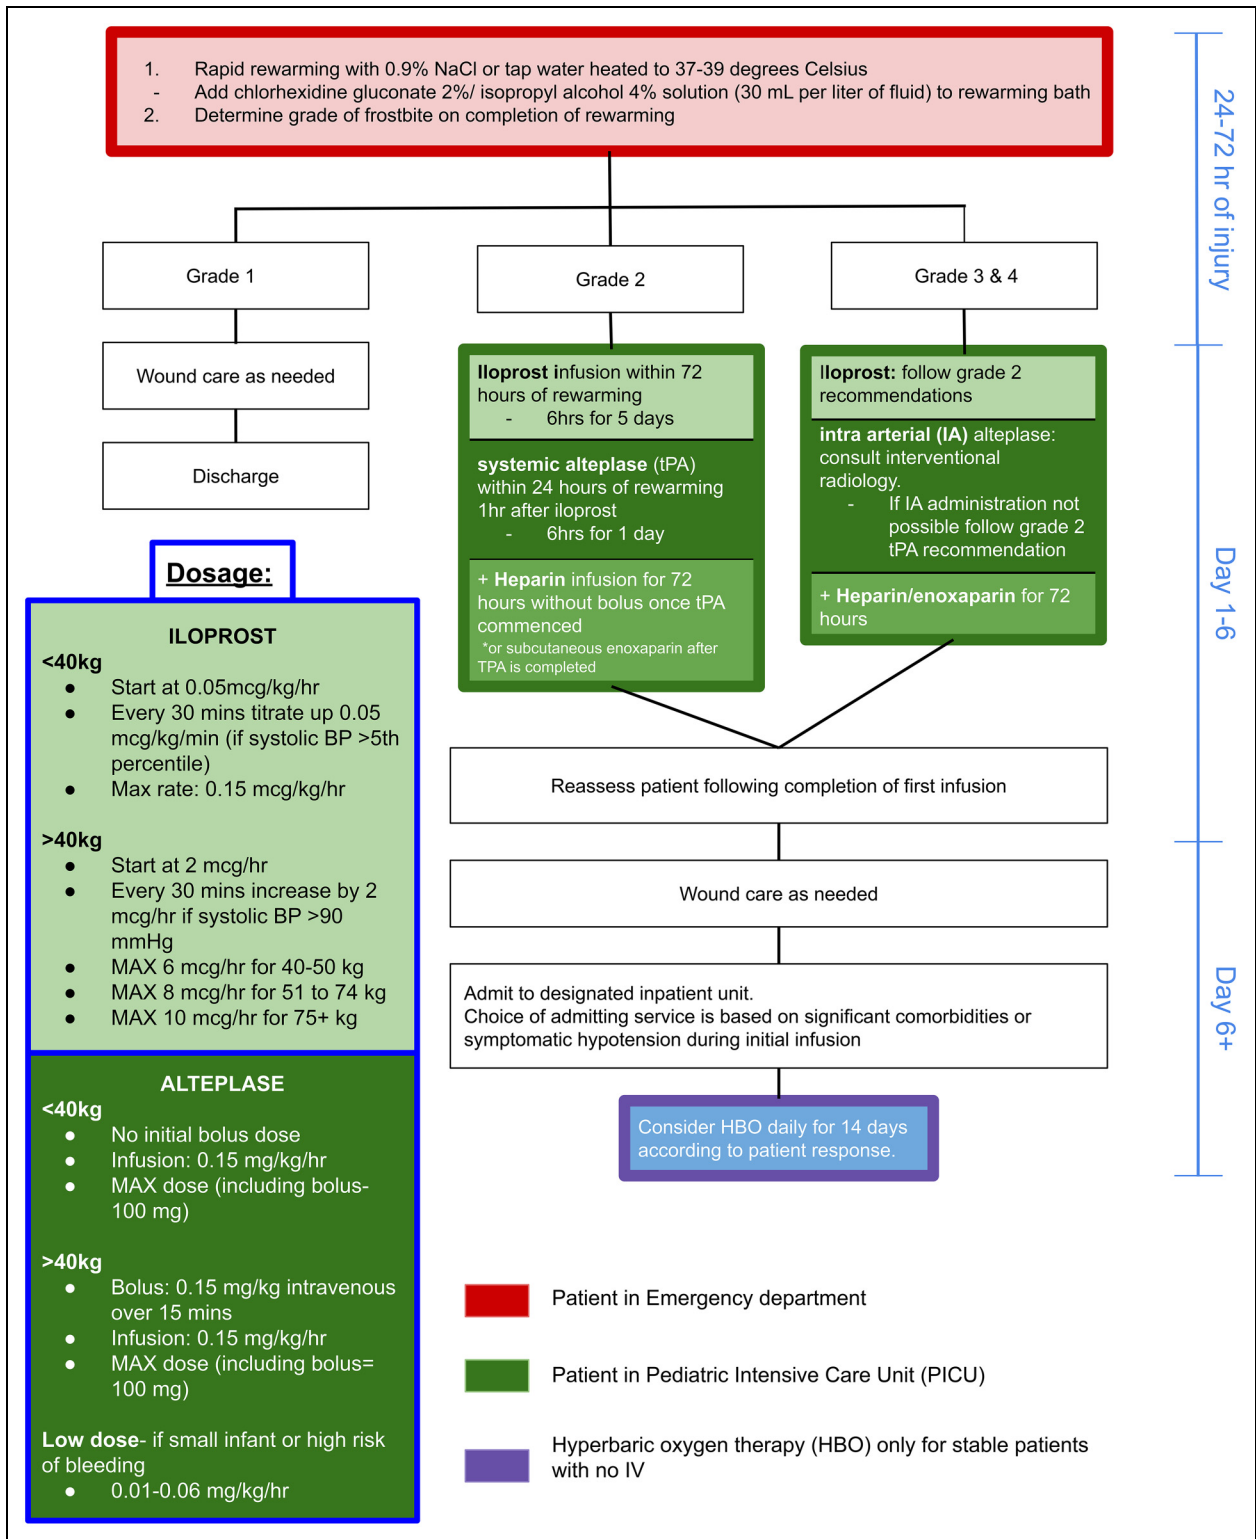 1. Rapid rewarming with 0.9% NaCl or tap water heated to 37-39 degrees Celsius
- Add chlorhexidine gluconate 2%/ isopropyl alcohol 4% solution (30 mL per liter of fluid) to rewarming bath
2. Determine grade of frostbite on completion of rewarming
24-72 hr of injury
Grade 1
Grade 2
Grade 3 & 4
Wound care as needed
Discharge
Iloprost infusion within 72
hours of rewarming
- 6hrs for 5 days
systemic alteplase (tPA)
within 24 hours of rewarming
1hr after iloprost
- 6hrs for 1 day
+ Heparin infusion for 72
hours without bolus once tPA
commenced
*or subcutaneous enoxaparin after
TPA is completed
Iloprost: follow grade 2
recommendations
intra arterial (IA) alteplase:
consult interventional
radiology.
- If IA administration not
possible follow grade 2
tPA recommendation
+ Heparin/enoxaparin for 72
hours
Day 1-6
Reassess patient following completion of first infusion
Wound care as needed
Admit to designated inpatient unit.
Choice of admitting service is based on significant comorbidities or
symptomatic hypotension during initial infusion
Day 6+
Consider HBO daily for 14 days
according to patient response.
Dosage:
ILOPROST
<40kg
● Start at 0.05mcg/kg/hr
● Every 30 mins titrate up 0.05
mcg/kg/min (if systolic BP >5th
percentile)
● Max rate: 0.15 mcg/kg/hr
>40kg
● Start at 2 mcg/hr
● Every 30 mins increase by 2
mcg/hr if systolic BP >90
mmHg
● MAX 6 mcg/hr for 40-50 kg
● MAX 8 mcg/hr for 51 to 74 kg
● MAX 10 mcg/hr for 75+ kg
ALTEPLASE
<40kg
● No initial bolus dose
● Infusion: 0.15 mg/kg/hr
● MAX dose (including bolus-
100 mg)
>40kg
● Bolus: 0.15 mg/kg intravenous
over 15 mins
● Infusion: 0.15 mg/kg/hr
● MAX dose (including bolus=
100 mg)
Low dose- if small infant or high risk
of bleeding
● 0.01-0.06 mg/kg/hr
Patient in Emergency department
Patient in Pediatric Intensive Care Unit (PICU)
Hyperbaric oxygen therapy (HBO) only for stable patients
with no IV